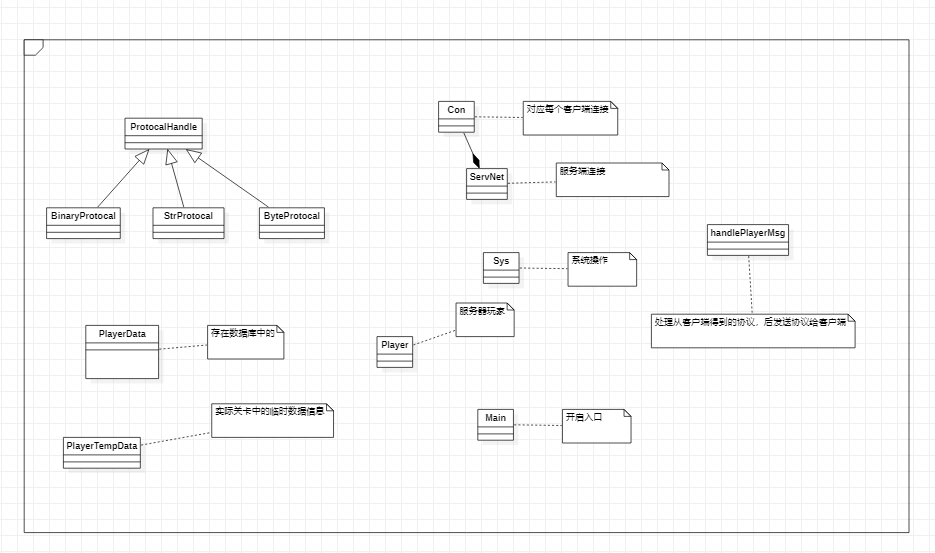 Con
对应每个客户端连接
ProtocalHandle
ServNet
服务端连接
BinaryProtocal
StrProtocal
ByteProtocal
handlePlayerMsg
Sys
系统操作
服务器玩家
处理从客户端得到的协议，后发送协议给客户端
PlayerData
存在数据库中的
Player
实际关卡中的临时数据信息
Main
开启入口
PlayerTempData